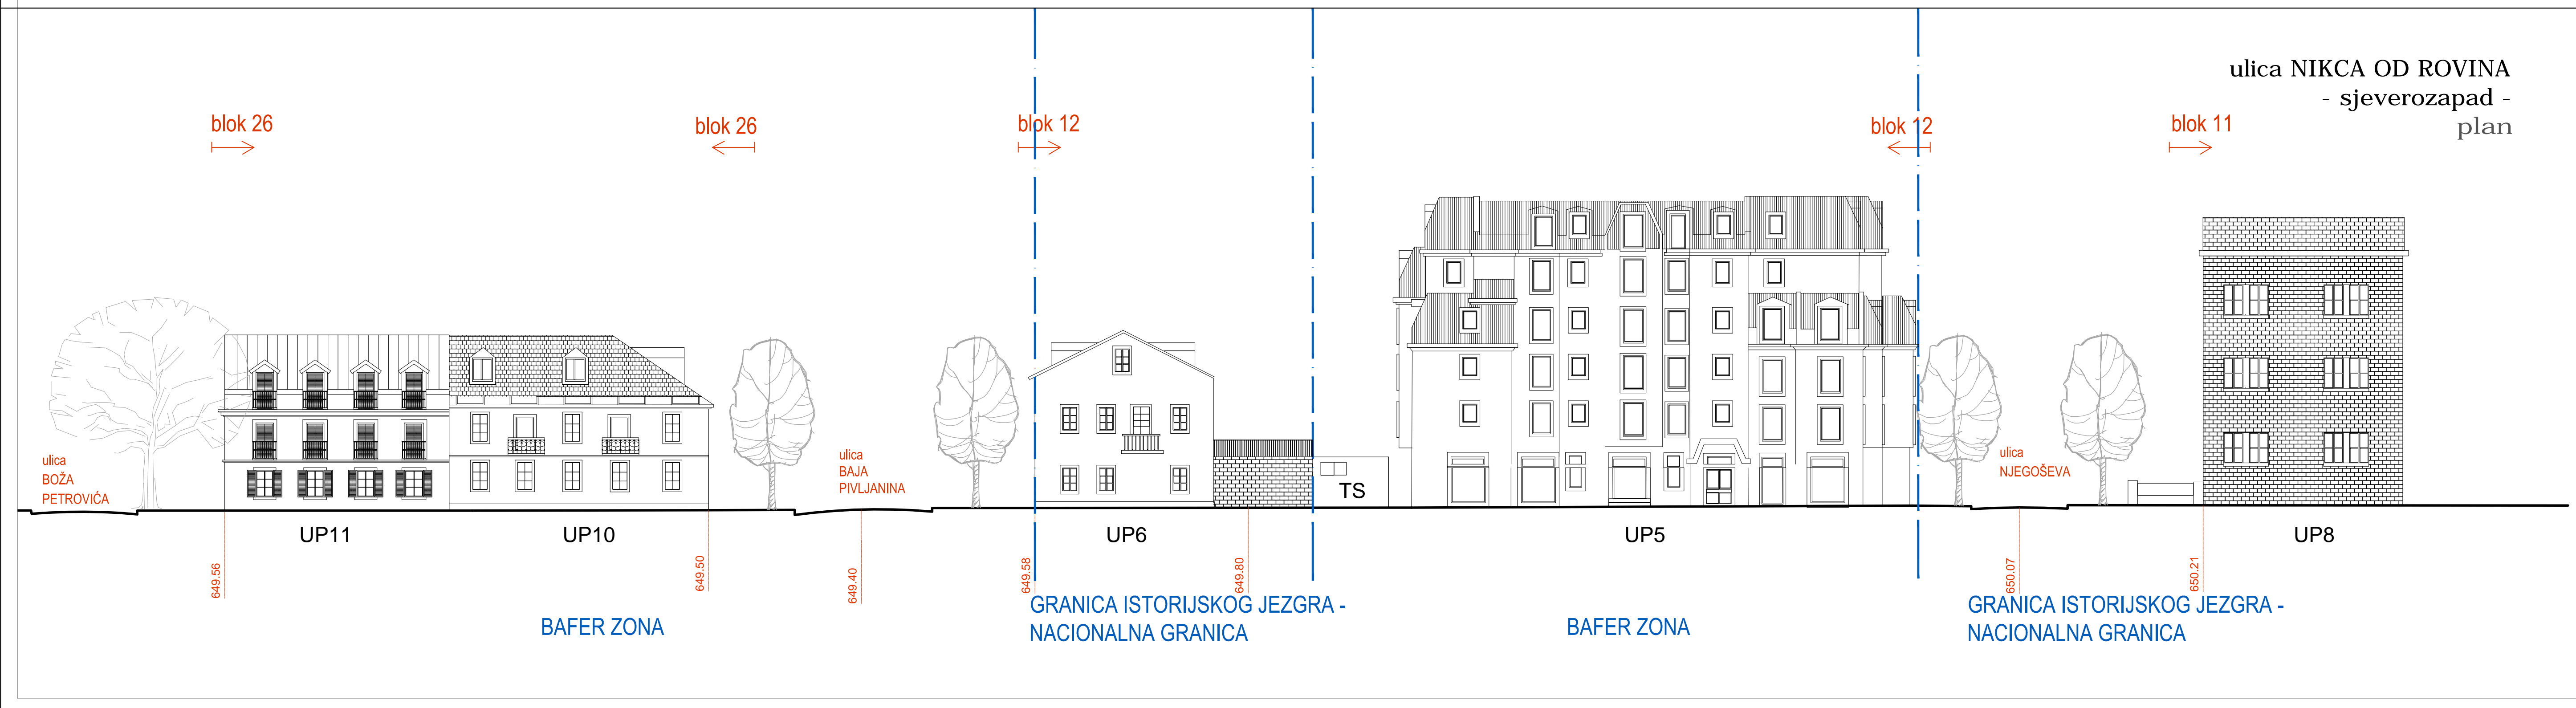 ulica NIKCA OD ROVINA
- sjeverozapad -
plan
blok 26
blok 26
blok 12
blok 12
blok 11
ulica
BOŽA
PETROVIĆA
ulica
BAJA
PIVLJANINA
TS
ulica
NJEGOŠEVA
UP11
UP10
UP6
UP5
UP8
649.56
649.50
649.40
649.58
649.80
650.07
650.21
BAFER ZONA
GRANICA ISTORIJSKOG JEZGRA -
NACIONALNA GRANICA
BAFER ZONA
GRANICA ISTORIJSKOG JEZGRA -
NACIONALNA GRANICA